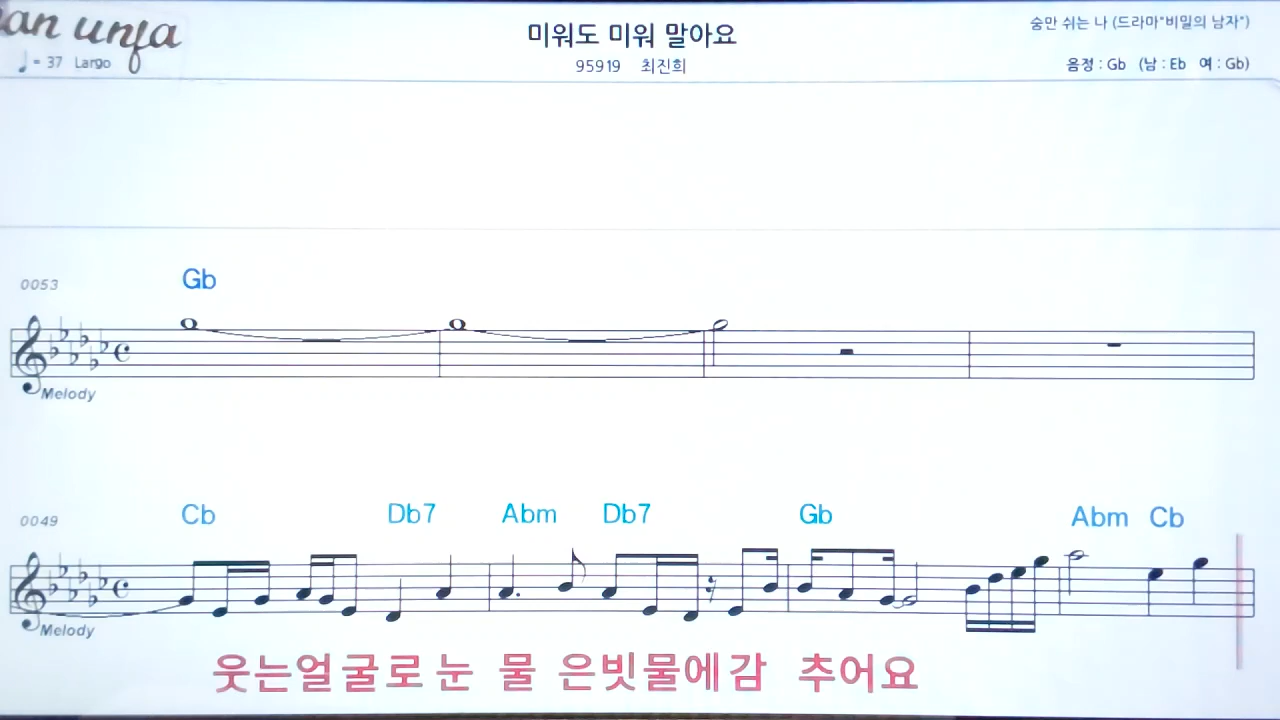 an unfa
미워도 미워 말아요
숨만 쉬는 나 (드라마"비밀의 남자")
♩= 37 Largo
95919 최진희
음정 : Gb (남 : Eb 여 : Gb)
0053
Gb
Melody
0049
Cb Db7 Abm Db7 Gb Abm Cb
Melody
웃는얼굴로 눈 물 은빗물에감 추어요